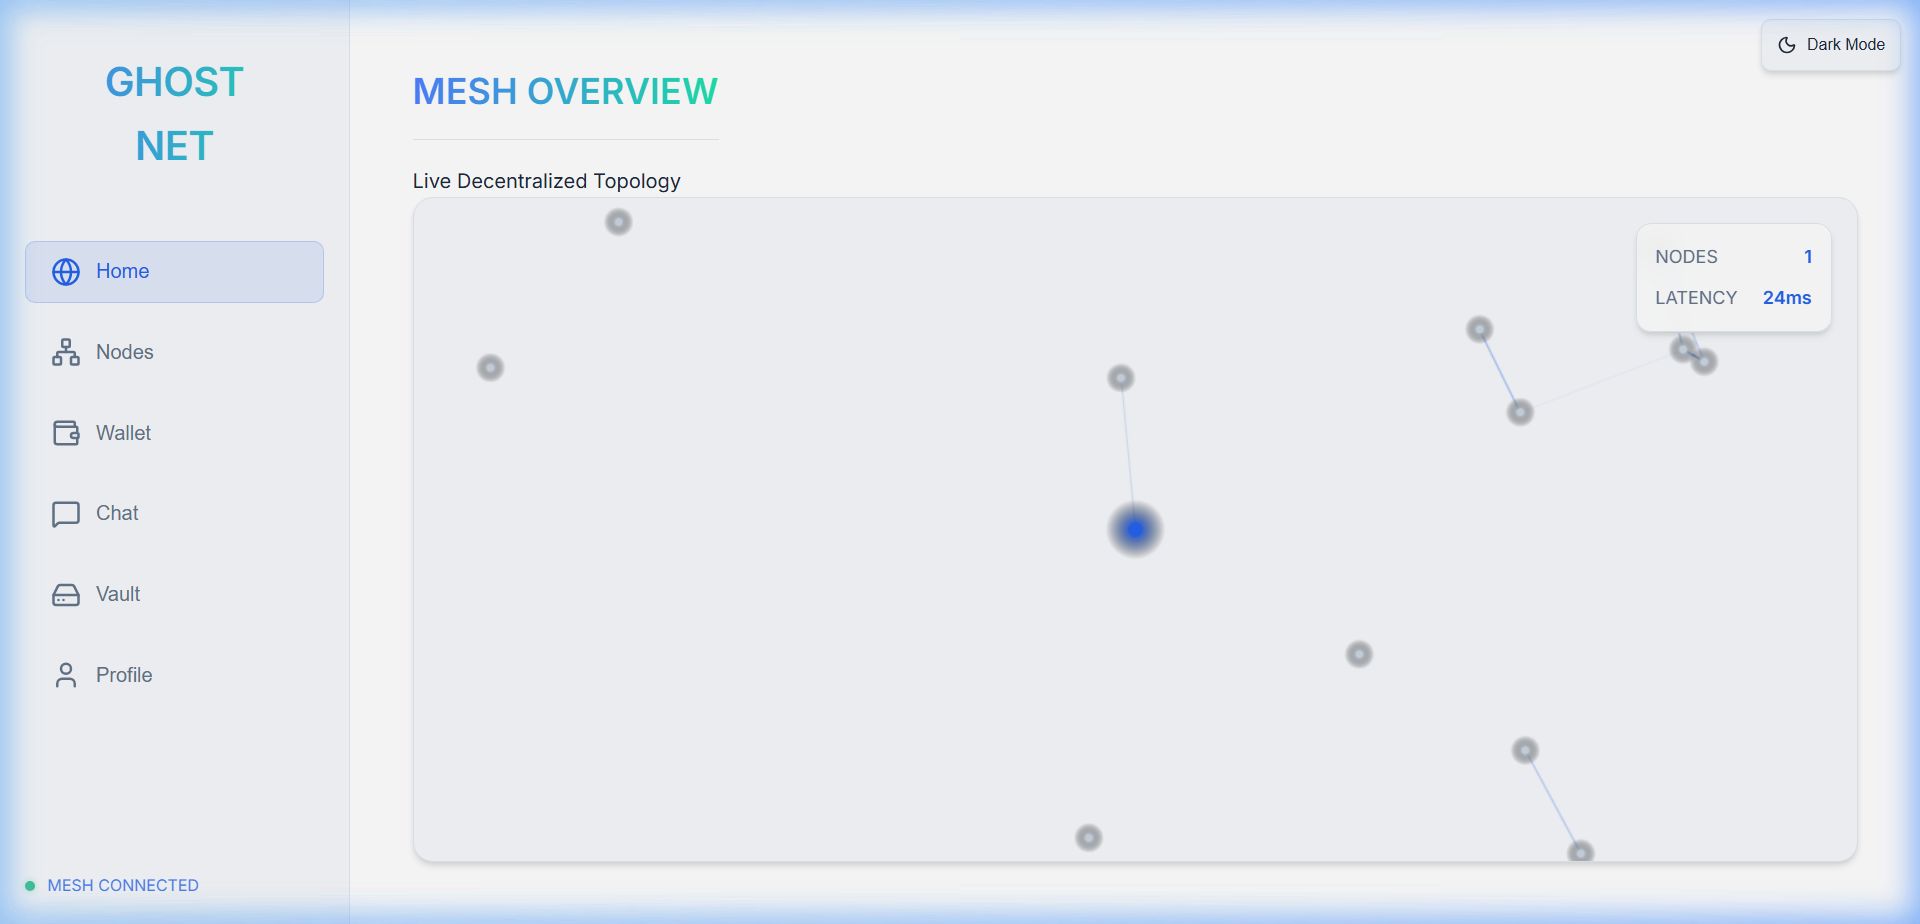 GHOST
NET
Home
Nodes
Wallet
Chat
Vault
Profile
MESH CONNECTED
Dark Mode
MESH OVERVIEW
Live Decentralized Topology
NODES 1
LATENCY 24ms